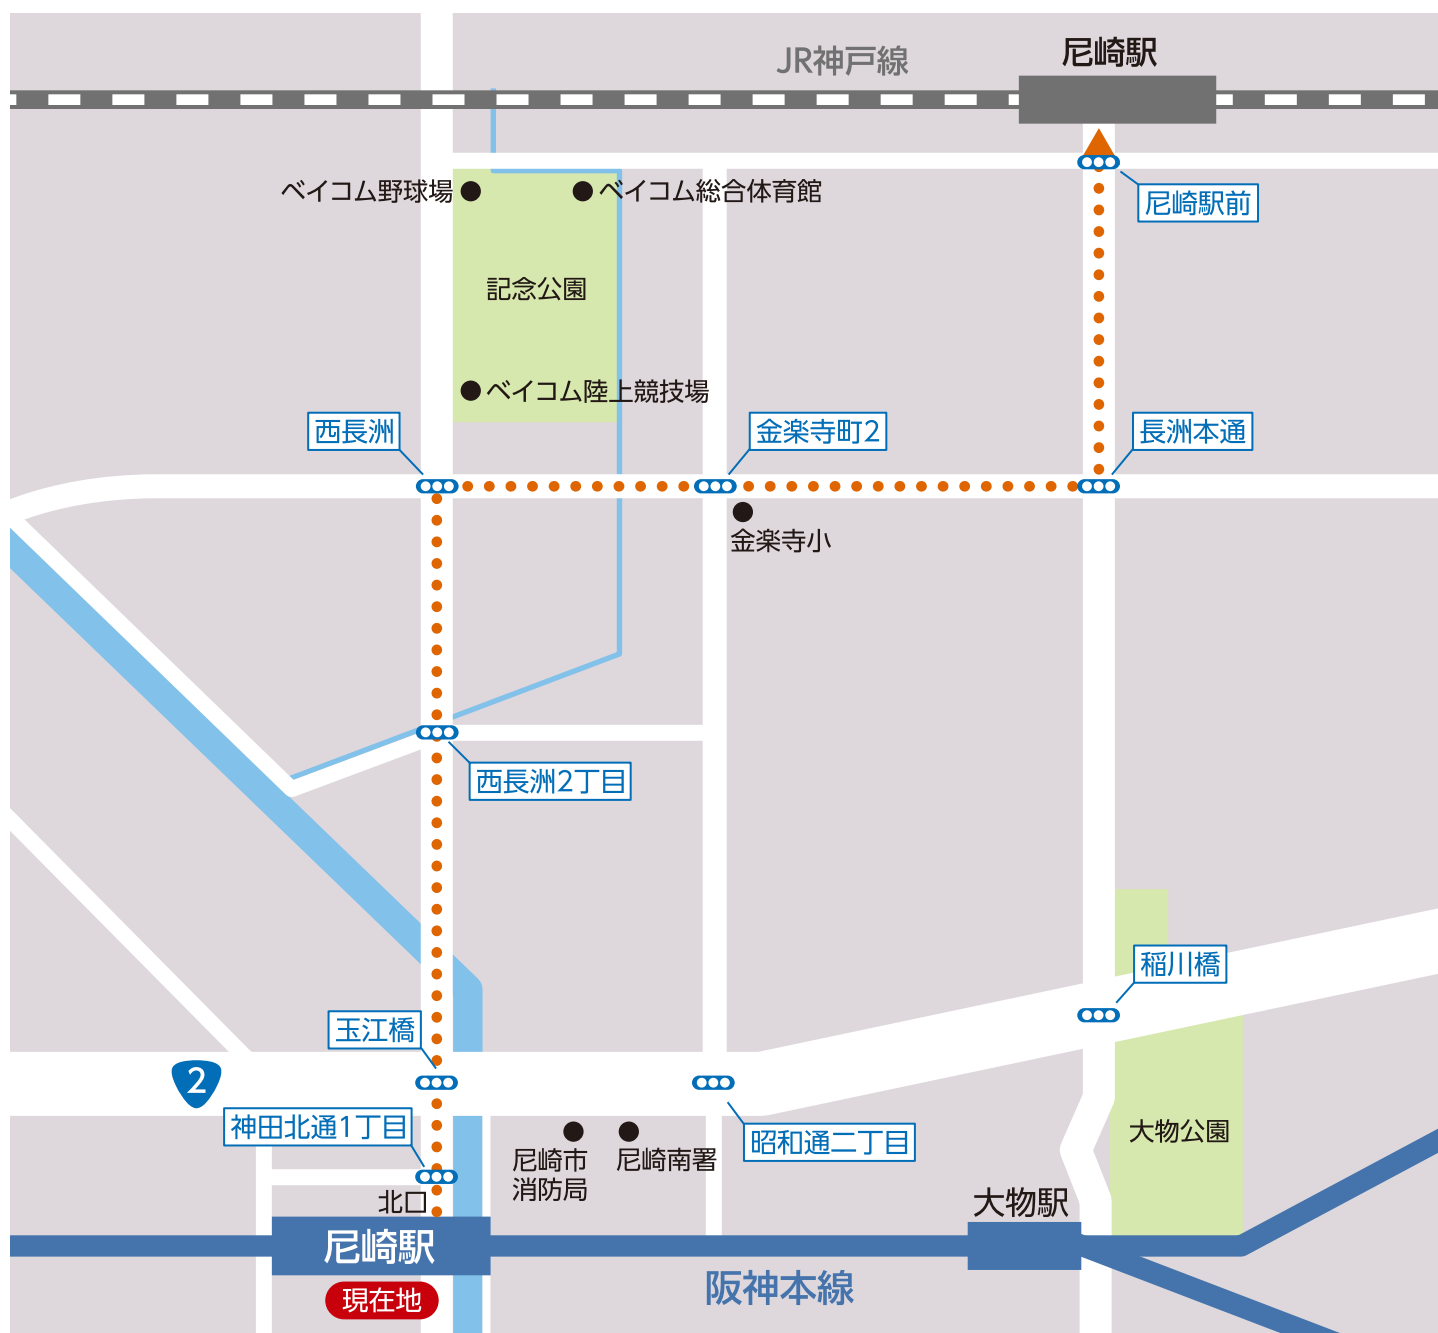 尼崎駅
JR神戸線
ベイコム野球場
ベイコム総合体育館
尼崎駅前
記念公園
ベイコム陸上競技場
西長洲
金楽寺町2
長洲本通
金楽寺小
西長洲2丁目
稲川橋
玉江橋
2
神田北通1丁目
昭和通二丁目
大物公園
尼崎市
消防局
尼崎南署
北口
大物駅
尼崎駅
阪神本線
現在地